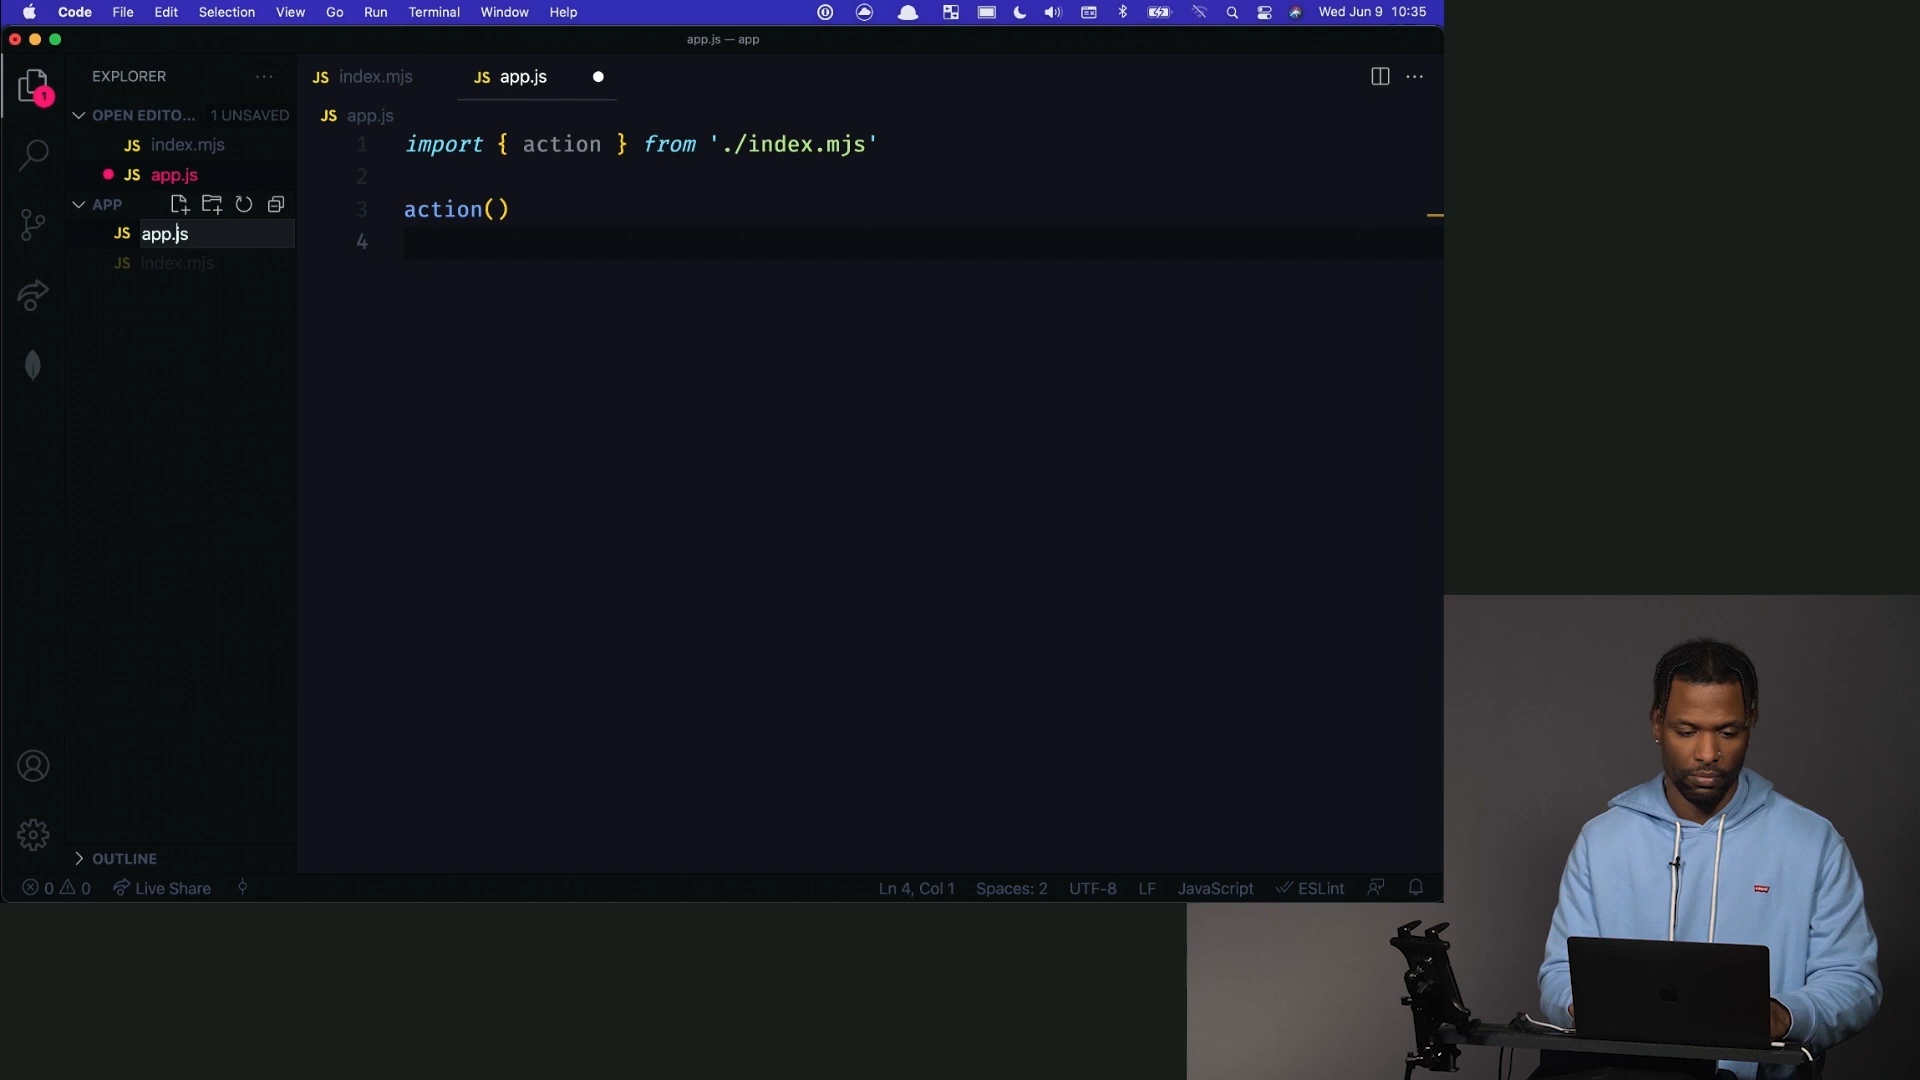 Code File Edit Selection View Go Run Terminal Window Help Wed Jun 9 10:35
app.js — app
EXPLORER
1
OPEN EDITO... 1 UNSAVED
JS index.mjs
JS app.js
APP
JS app.js
JS index.mjs
OUTLINE
JS index.mjs JS app.js
JS app.js
1 import { action } from './index.mjs'
2
3 action()
4
0 0 Live Share Ln 4, Col 1 Spaces: 2 UTF-8 LF JavaScript ESLint